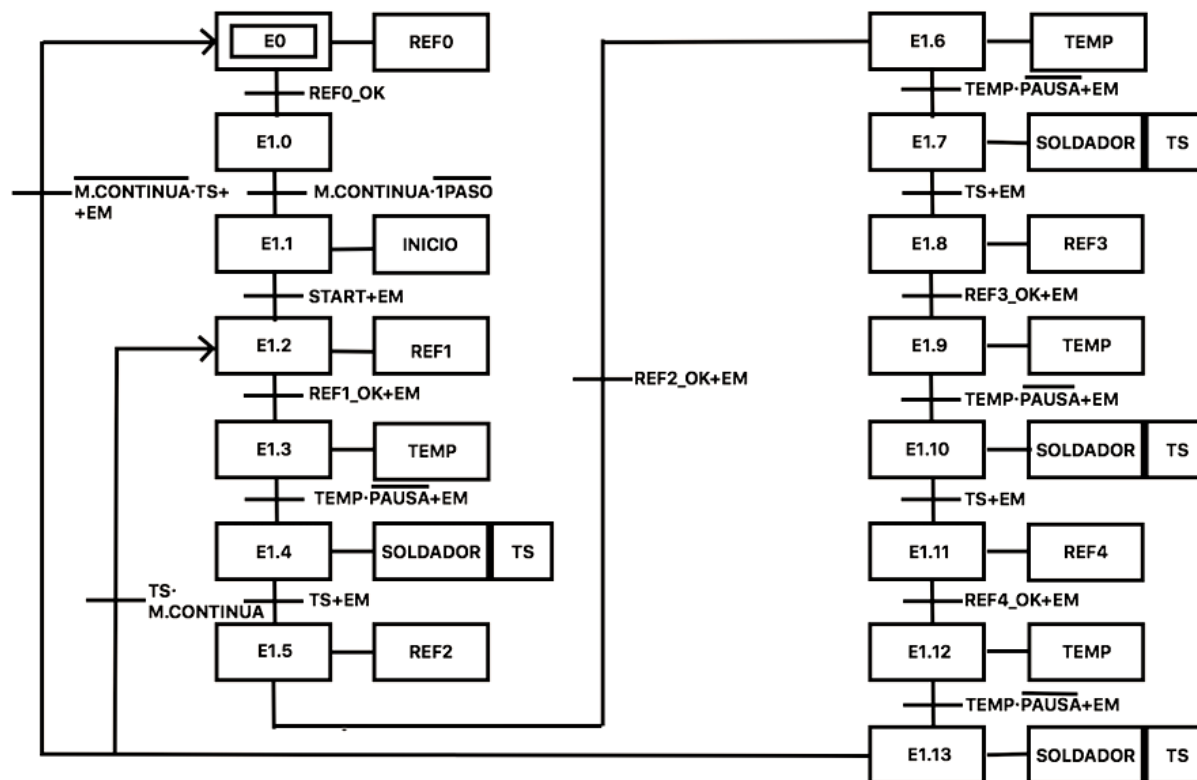 E0
REF0
REF0_OK
E1.0
M.CONTINUA·TS+
+EM
M.CONTINUA·1PASO
E1.1
INICIO
START+EM
E1.2
REF1
REF1_OK+EM
E1.3
TEMP
TEMP·PAUSA+EM
E1.4
SOLDADOR
TS
TS·
M.CONTINUA
TS+EM
E1.5
REF2
REF2_OK+EM
E1.6
TEMP
TEMP·PAUSA+EM
E1.7
SOLDADOR
TS
TS+EM
E1.8
REF3
REF3_OK+EM
E1.9
TEMP
TEMP·PAUSA+EM
E1.10
SOLDADOR
TS
TS+EM
E1.11
REF4
REF4_OK+EM
E1.12
TEMP
TEMP·PAUSA+EM
E1.13
SOLDADOR
TS